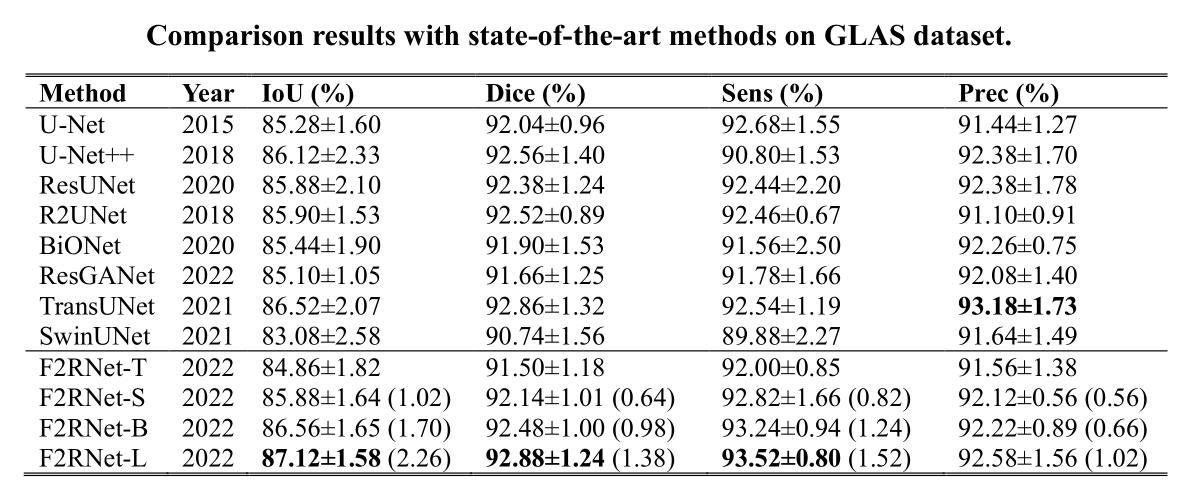 Comparison results with state-of-the-art methods on GLAS dataset.
Method Year IoU (%) Dice (%) Sens (%) Prec (%)
U-Net 2015 85.28±1.60 92.04±0.96 92.68±1.55 91.44±1.27
U-Net++ 2018 86.12±2.33 92.56±1.40 90.80±1.53 92.38±1.70
ResUNet 2020 85.88±2.10 92.38±1.24 92.44±2.20 92.38±1.78
R2UNet 2018 85.90±1.53 92.52±0.89 92.46±0.67 91.10±0.91
BiONet 2020 85.44±1.90 91.90±1.53 91.56±2.50 92.26±0.75
ResGANet 2022 85.10±1.05 91.66±1.25 91.78±1.66 92.08±1.40
TransUNet 2021 86.52±2.07 92.86±1.32 92.54±1.19 93.18±1.73
SwinUNet 2021 83.08±2.58 90.74±1.56 89.88±2.27 91.64±1.49
F2RNet-T 2022 84.86±1.82 91.50±1.18 92.00±0.85 91.56±1.38
F2RNet-S 2022 85.88±1.64 (1.02) 92.14±1.01 (0.64) 92.82±1.66 (0.82) 92.12±0.56 (0.56)
F2RNet-B 2022 86.56±1.65 (1.70) 92.48±1.00 (0.98) 93.24±0.94 (1.24) 92.22±0.89 (0.66)
F2RNet-L 2022 87.12±1.58 (2.26) 92.88±1.24 (1.38) 93.52±0.80 (1.52) 92.58±1.56 (1.02)